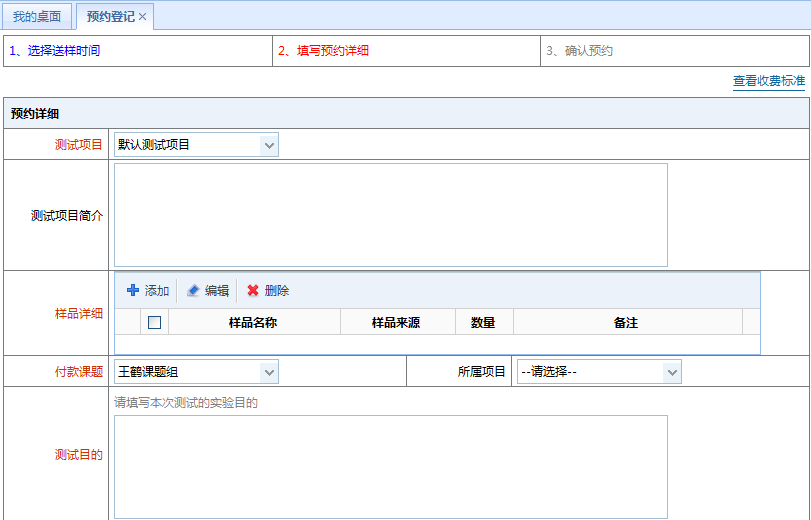 我的桌面 预约登记
1、选择送样时间 2、填写预约详细 3、确认预约
查看收费标准
预约详细
测试项目 默认测试项目
测试项目简介
添加 编辑 删除
样品详细
样品名称 样品来源 数量 备注
付款课题 王鹤课题组 所属项目 --请选择--
请填写本次测试的实验目的
测试目的